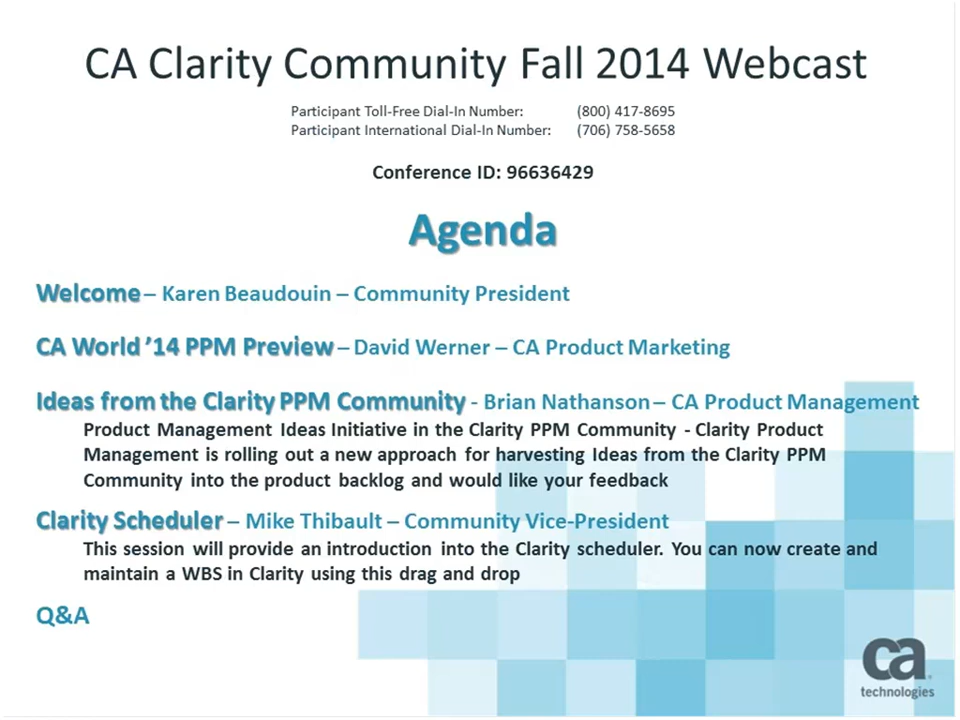 CA Clarity Community Fall 2014 Webcast
Participant Toll-Free Dial-In Number: (800) 417-8695
Participant International Dial-In Number: (706) 758-5658
Conference ID: 96636429
Agenda
Welcome – Karen Beaudouin – Community President
CA World ’14 PPM Preview – David Werner – CA Product Marketing
Ideas from the Clarity PPM Community - Brian Nathanson – CA Product Management
Product Management Ideas Initiative in the Clarity PPM Community - Clarity Product
Management is rolling out a new approach for harvesting Ideas from the Clarity PPM
Community into the product backlog and would like your feedback
Clarity Scheduler – Mike Thibault – Community Vice-President
This session will provide an introduction into the Clarity scheduler. You can now create and
maintain a WBS in Clarity using this drag and drop
Q&A
ca
technologies